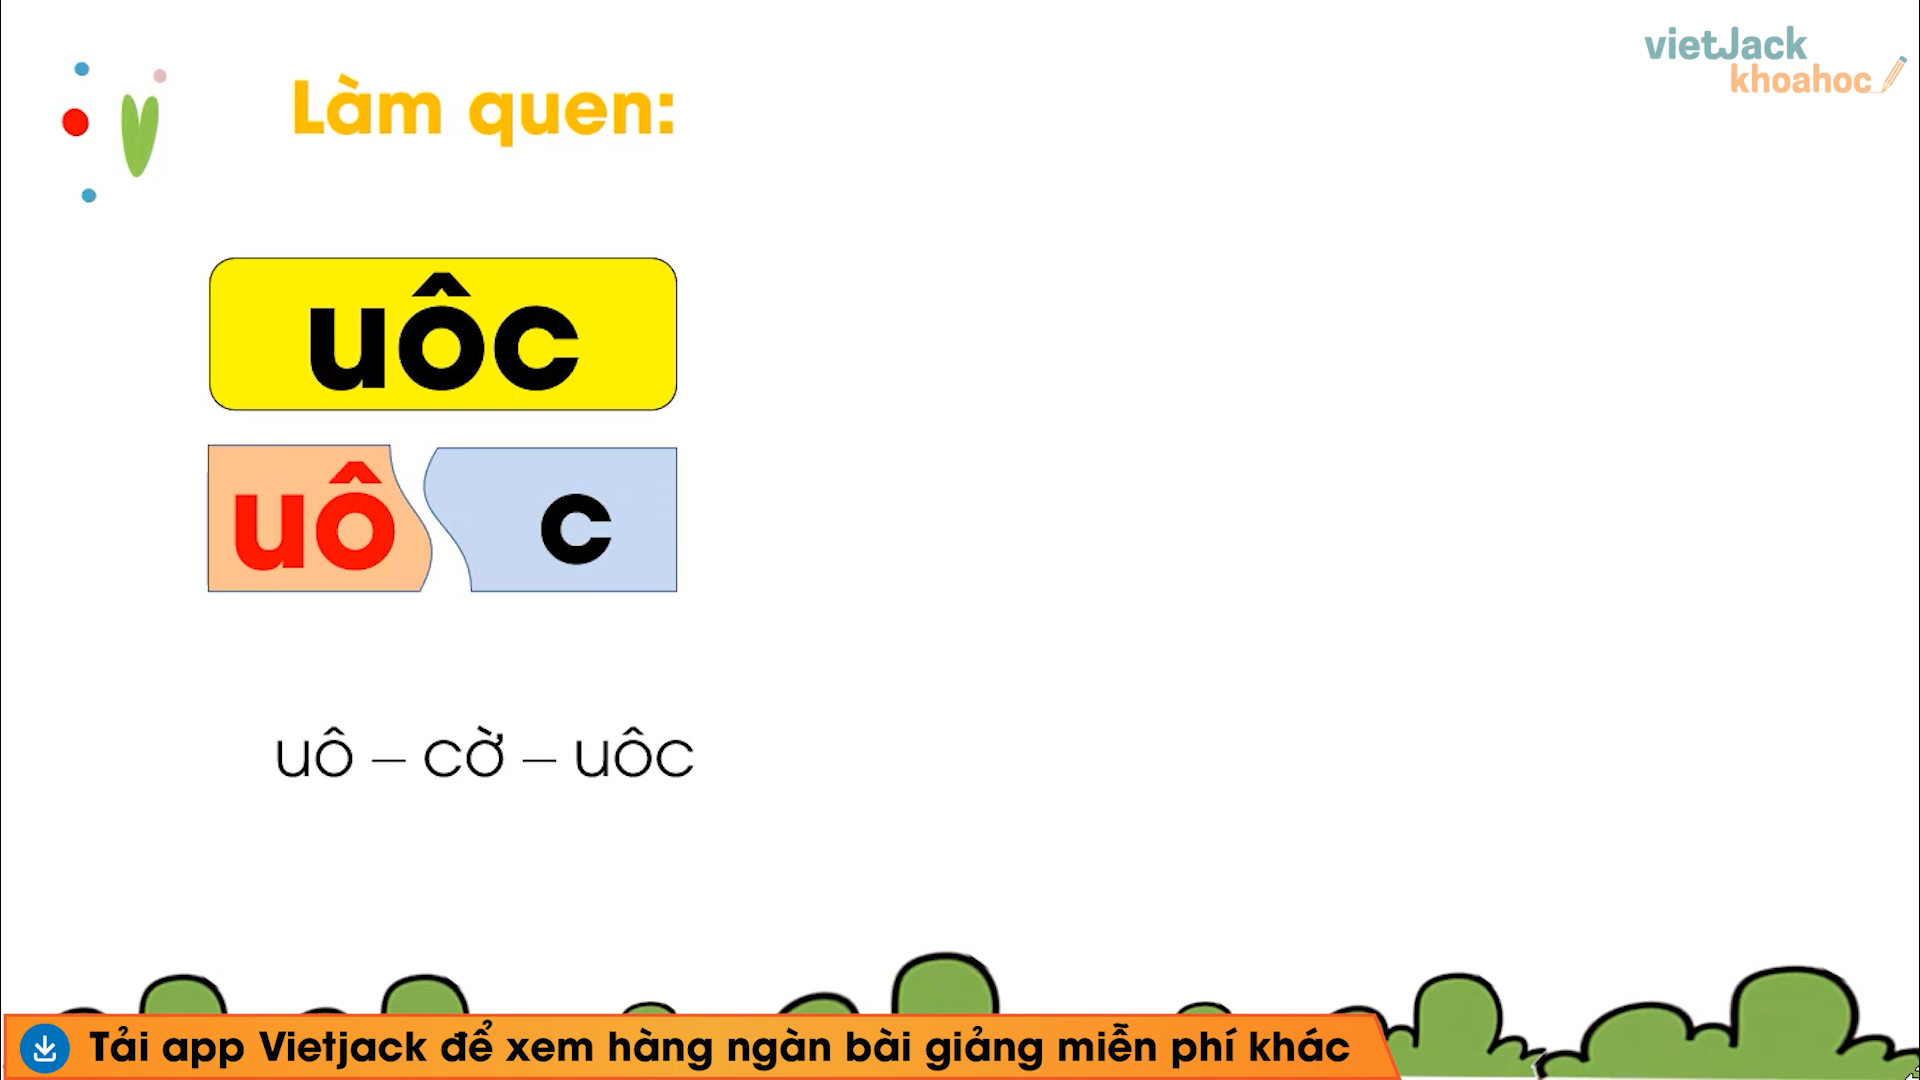 vietJack
khoahoc
Làm quen:
uôc
uô c
uô – cờ – uôc
Tải app Vietjack để xem hàng ngàn bài giảng miễn phí khác